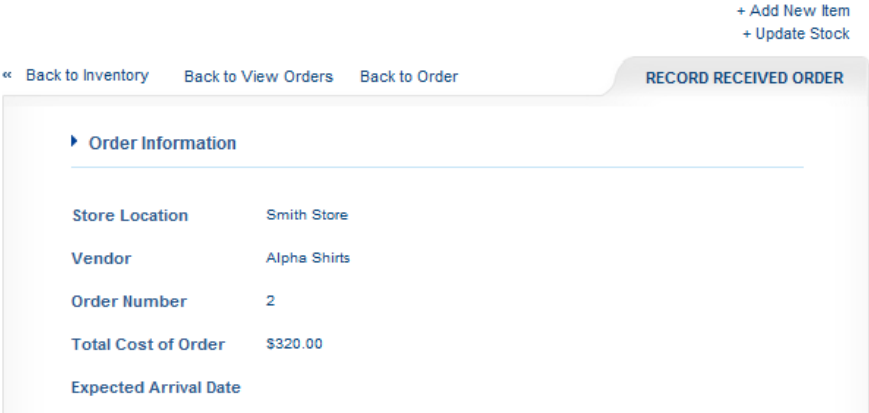 + Add New Item
+ Update Stock
« Back to Inventory Back to View Orders Back to Order RECORD RECEIVED ORDER
Order Information
Store Location Smith Store
Vendor Alpha Shirts
Order Number 2
Total Cost of Order $320.00
Expected Arrival Date